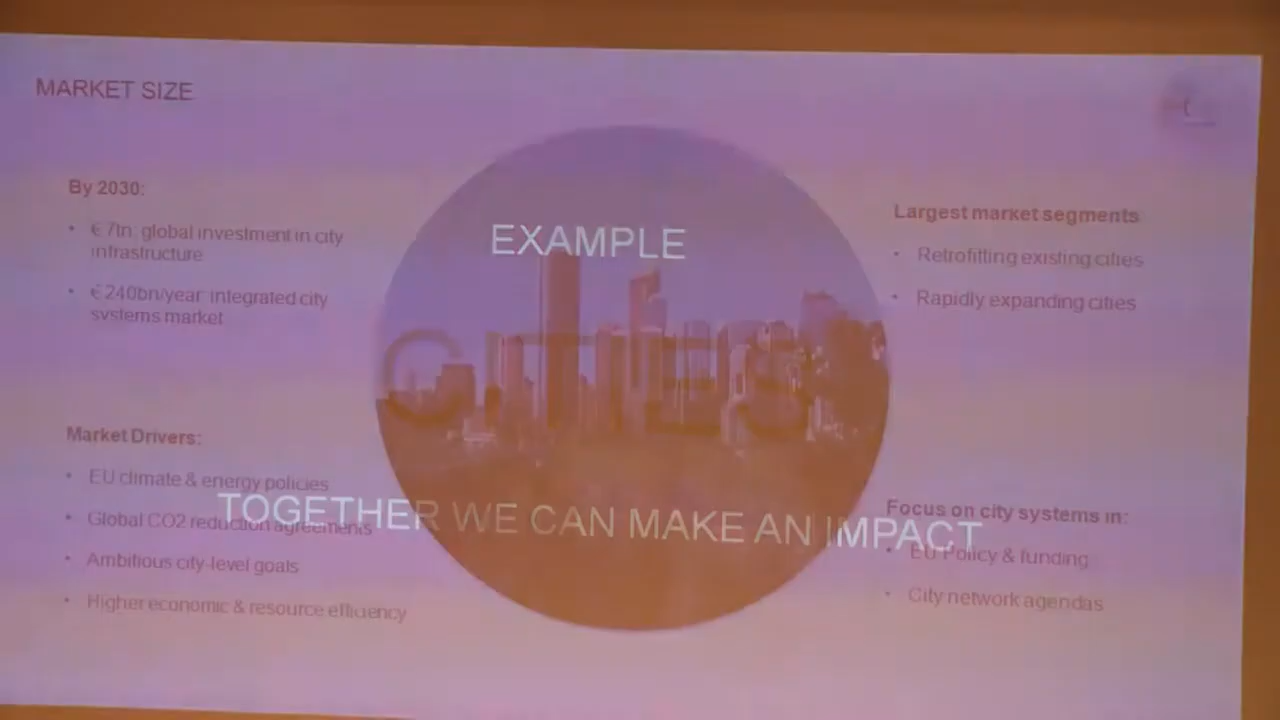 MARKET SIZE
By 2030:
• € 7tn global investment in city
infrastructure
• € 240bn/year integrated city
systems market
Market Drivers:
• EU climate & energy policies
• Global CO2 reduction agreements
• Ambitious city-level goals
• Higher economic & resource efficiency
EXAMPLE
CITIES
TOGETHER WE CAN MAKE AN IMPACT
Largest market segments
• Retrofitting existing cities
• Rapidly expanding cities
Focus on city systems in:
• EU Policy & funding
• City network agendas